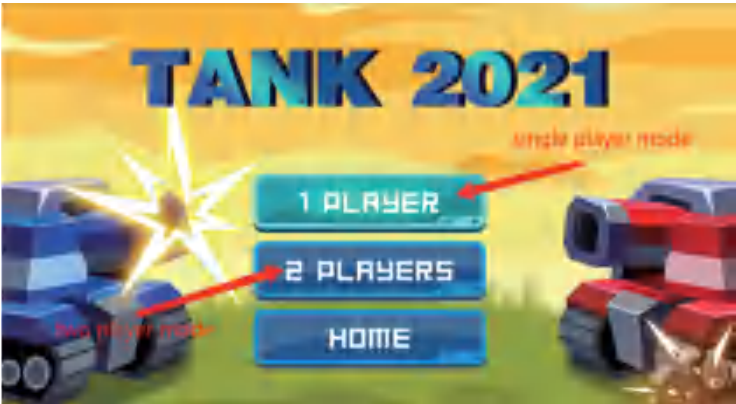 TANK 2021
single player mode
1 PLAYER
2 PLAYERS
two player mode
HOME